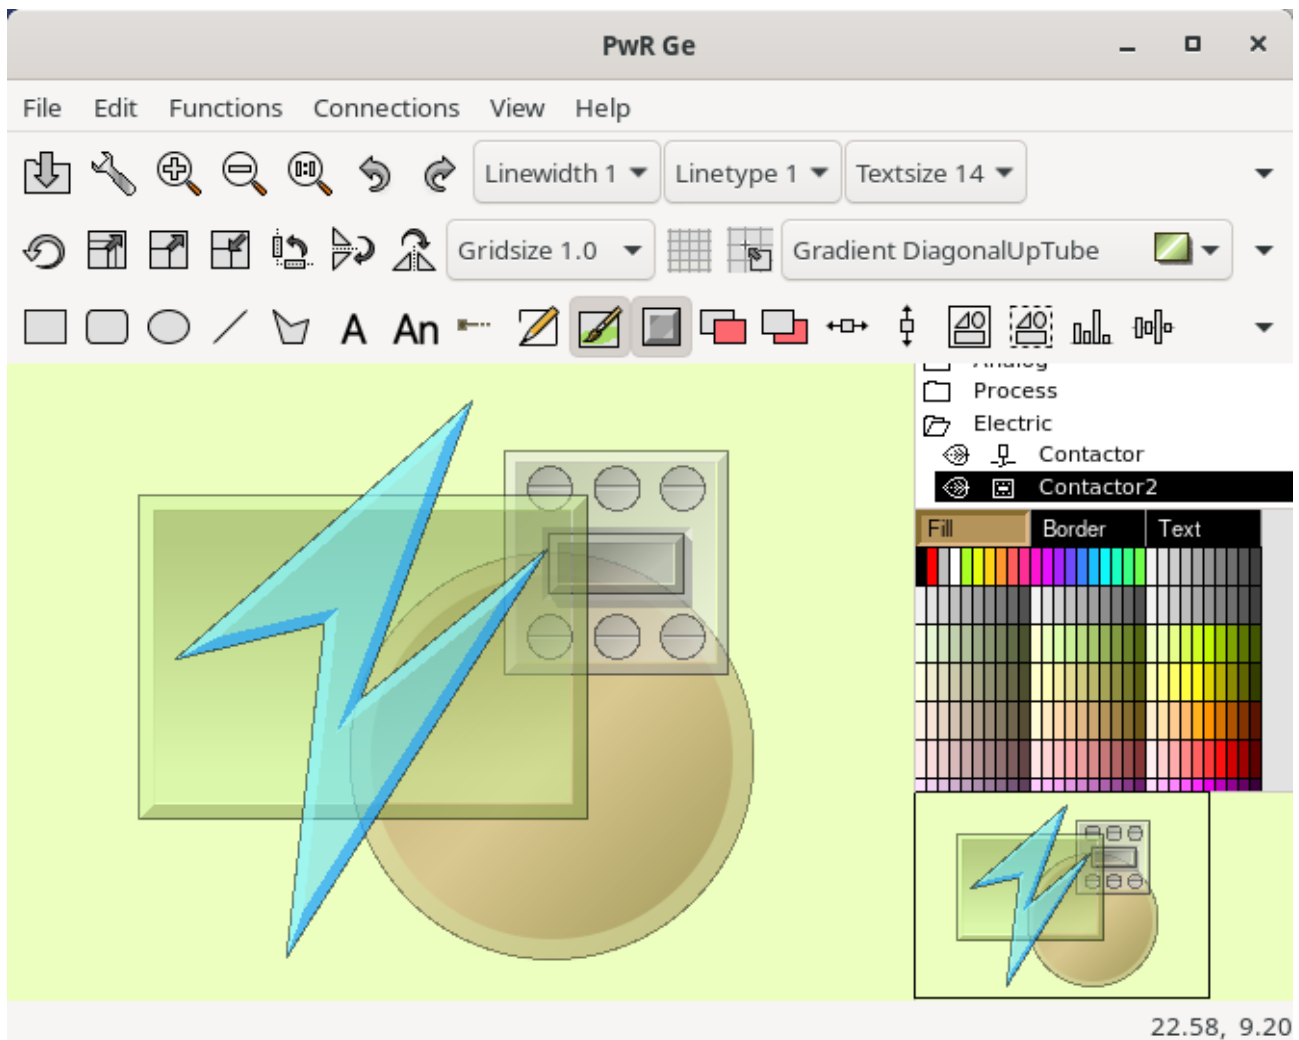 PwR Ge
File Edit Functions Connections View Help
Linewidth 1 Linetype 1 Textsize 14
Gridsize 1.0 Gradient DiagonalUpTube
A An
Process
Electric
Contactor
Contactor2
Fill Border Text
22.58, 9.20